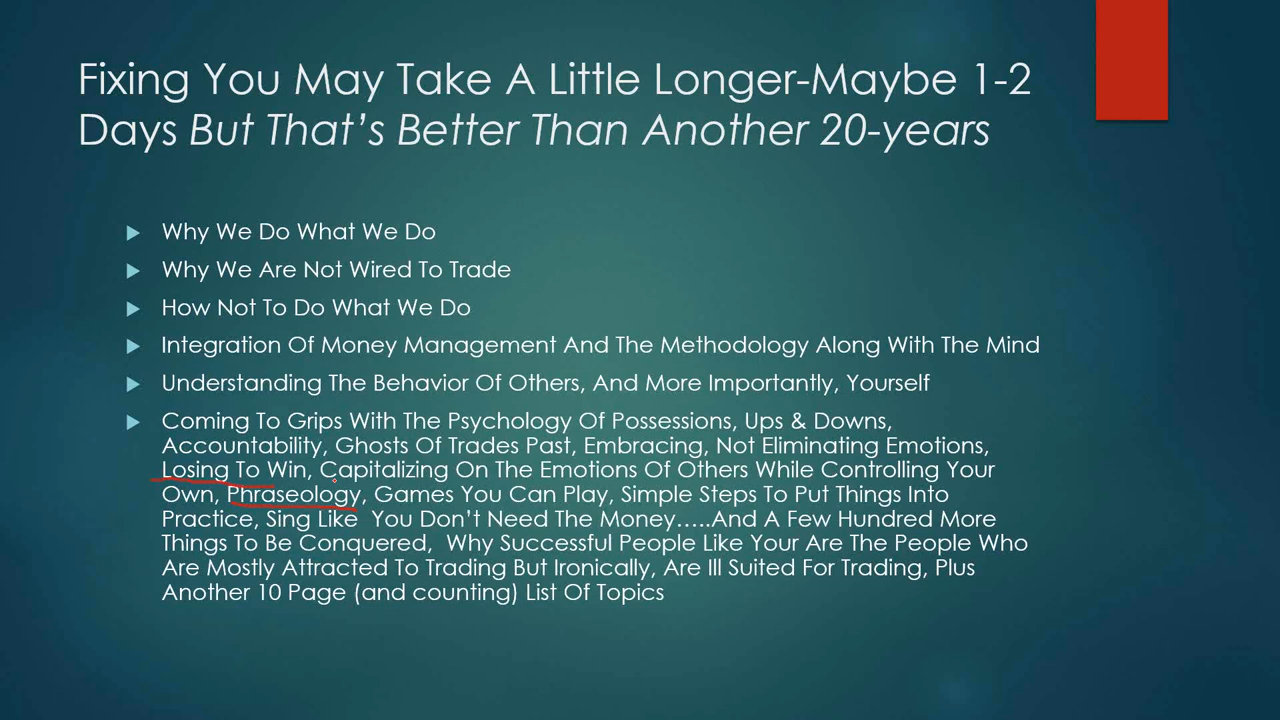 Fixing You May Take A Little Longer-Maybe 1-2
Days But That’s Better Than Another 20-years
Why We Do What We Do
Why We Are Not Wired To Trade
How Not To Do What We Do
Integration Of Money Management And The Methodology Along With The Mind
Understanding The Behavior Of Others, And More Importantly, Yourself
Coming To Grips With The Psychology Of Possessions, Ups & Downs,
Accountability, Ghosts Of Trades Past, Embracing, Not Eliminating Emotions,
Losing To Win, Capitalizing On The Emotions Of Others While Controlling Your
Own, Phraseology, Games You Can Play, Simple Steps To Put Things Into
Practice, Sing Like  You Don’t Need The Money…..And A Few Hundred More
Things To Be Conquered,  Why Successful People Like Your Are The People Who
Are Mostly Attracted To Trading But Ironically, Are Ill Suited For Trading, Plus
Another 10 Page (and counting) List Of Topics